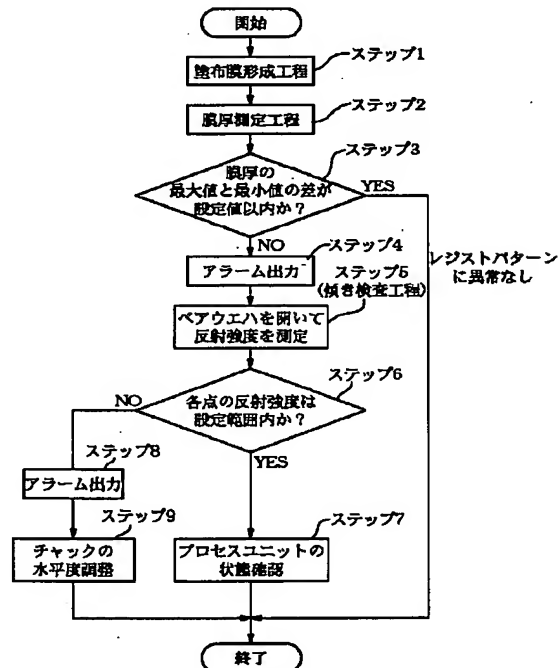 開始
ステップ1
塗布膜形成工程
ステップ2
膜厚測定工程
ステップ3
膜厚の
最大値と最小値の差が
設定値以内か？
YES
NO
ステップ4
アラーム出力
レジストパターン
に異常なし
ステップ5
(傾き検査工程)
ベアウエハを用いて
反射強度を測定
ステップ6
各点の反射強度は
設定範囲内か？
NO
YES
ステップ8
アラーム出力
ステップ9
チャックの
水平度調整
ステップ7
プロセスユニットの
状態確認
終了